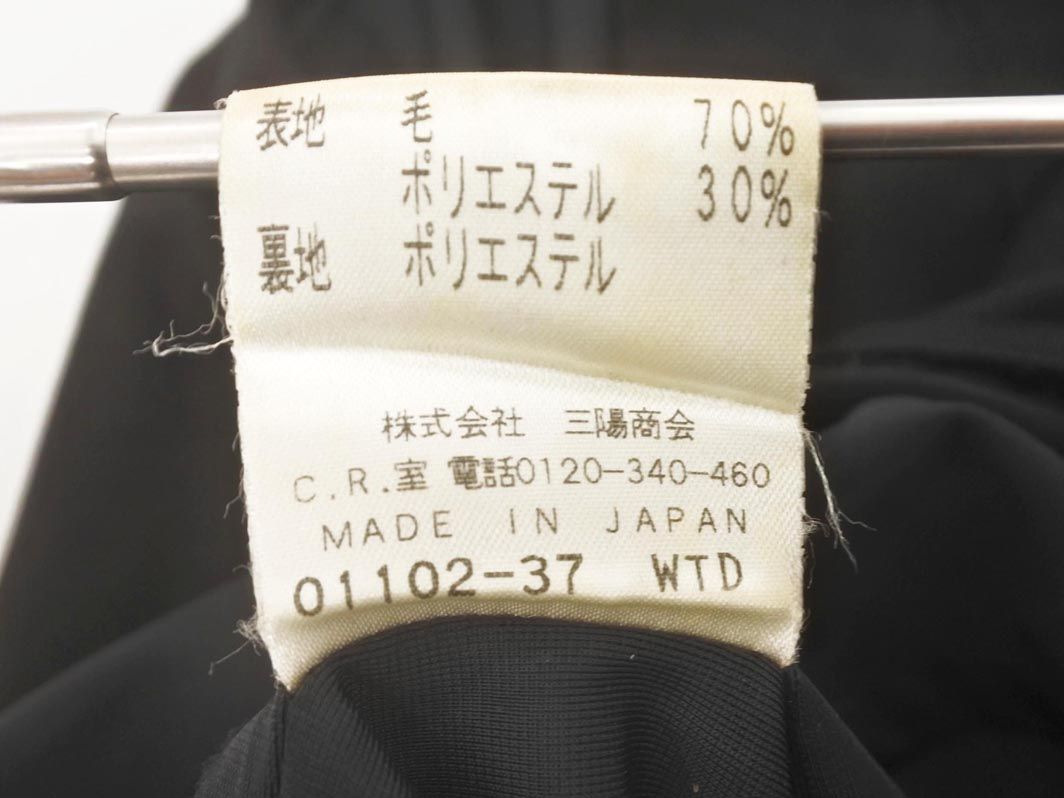 表地 毛 70%
ポリエステル 30%
裏地 ポリエステル
株式会社 三陽商会
C.R.室 電話0120-340-460
MADE IN JAPAN
01102-37 WTD